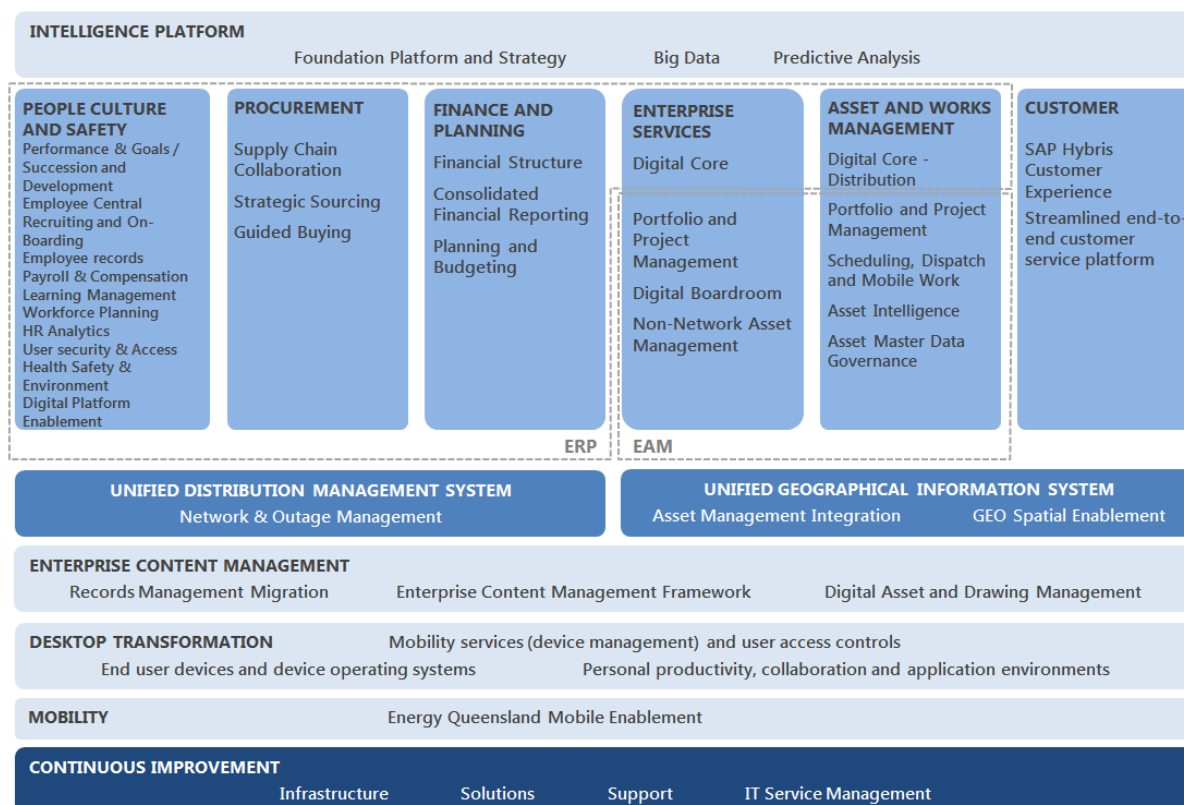 INTELLIGENCE PLATFORM
Foundation Platform and Strategy Big Data Predictive Analysis
PEOPLE CULTURE
AND SAFETY
Performance & Goals /
Succession and
Development
Employee Central
Recruiting and On-
Boarding
Employee records
Payroll & Compensation
Learning Management
Workforce Planning
HR Analytics
User security & Access
Health Safety &
Environment
Digital Platform
Enablement
PROCUREMENT
Supply Chain
Collaboration
Strategic Sourcing
Guided Buying
FINANCE AND
PLANNING
Financial Structure
Consolidated
Financial Reporting
Planning and
Budgeting
ENTERPRISE
SERVICES
Digital Core
Portfolio and
Project
Management
Digital Boardroom
Non-Network Asset
Management
ASSET AND WORKS
MANAGEMENT
Digital Core -
Distribution
Portfolio and Project
Management
Scheduling, Dispatch
and Mobile Work
Asset Intelligence
Asset Master Data
Governance
CUSTOMER
SAP Hybris
Customer
Experience
Streamlined end-to-
end customer
service platform
ERP
EAM
UNIFIED DISTRIBUTION MANAGEMENT SYSTEM
Network & Outage Management
UNIFIED GEOGRAPHICAL INFORMATION SYSTEM
Asset Management Integration GEO Spatial Enablement
ENTERPRISE CONTENT MANAGEMENT
Records Management Migration Enterprise Content Management Framework Digital Asset and Drawing Management
DESKTOP TRANSFORMATION Mobility services (device management) and user access controls
End user devices and device operating systems Personal productivity, collaboration and application environments
MOBILITY Energy Queensland Mobile Enablement
CONTINUOUS IMPROVEMENT
Infrastructure Solutions Support IT Service Management